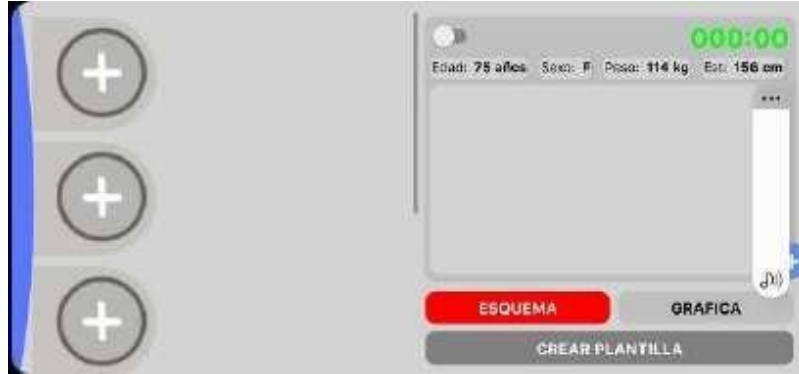 000:00
Edad: 75 años Sexo: F Peso: 114 kg Est: 156 cm
ESQUEMA
GRAFICA
CREAR PLANTILLA